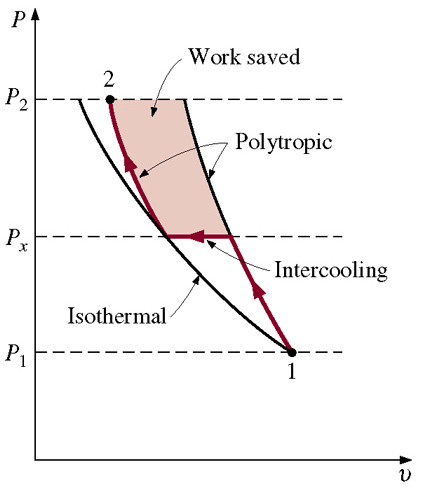 P
2
Work saved
P₂
Polytropic
Pₓ
Intercooling
Isothermal
P₁
1
υ